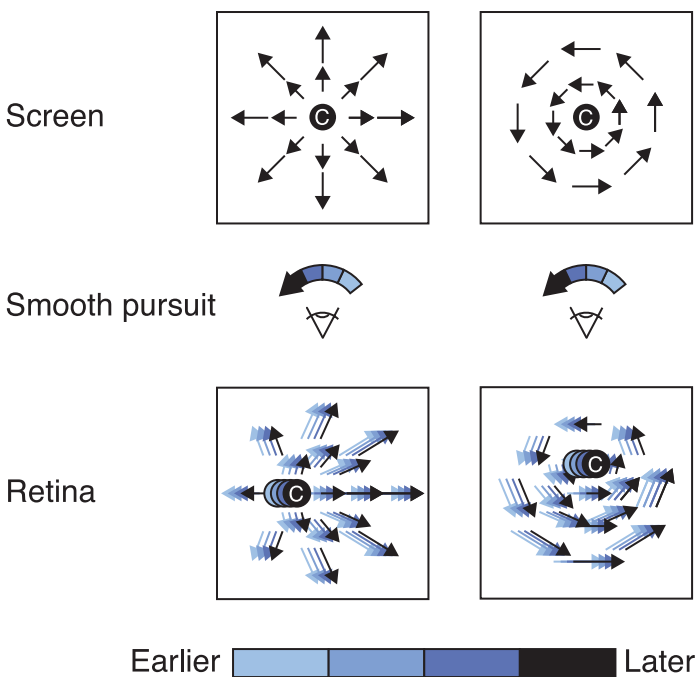 Screen
C
C
Smooth pursuit
Retina
C
C
Earlier
Later